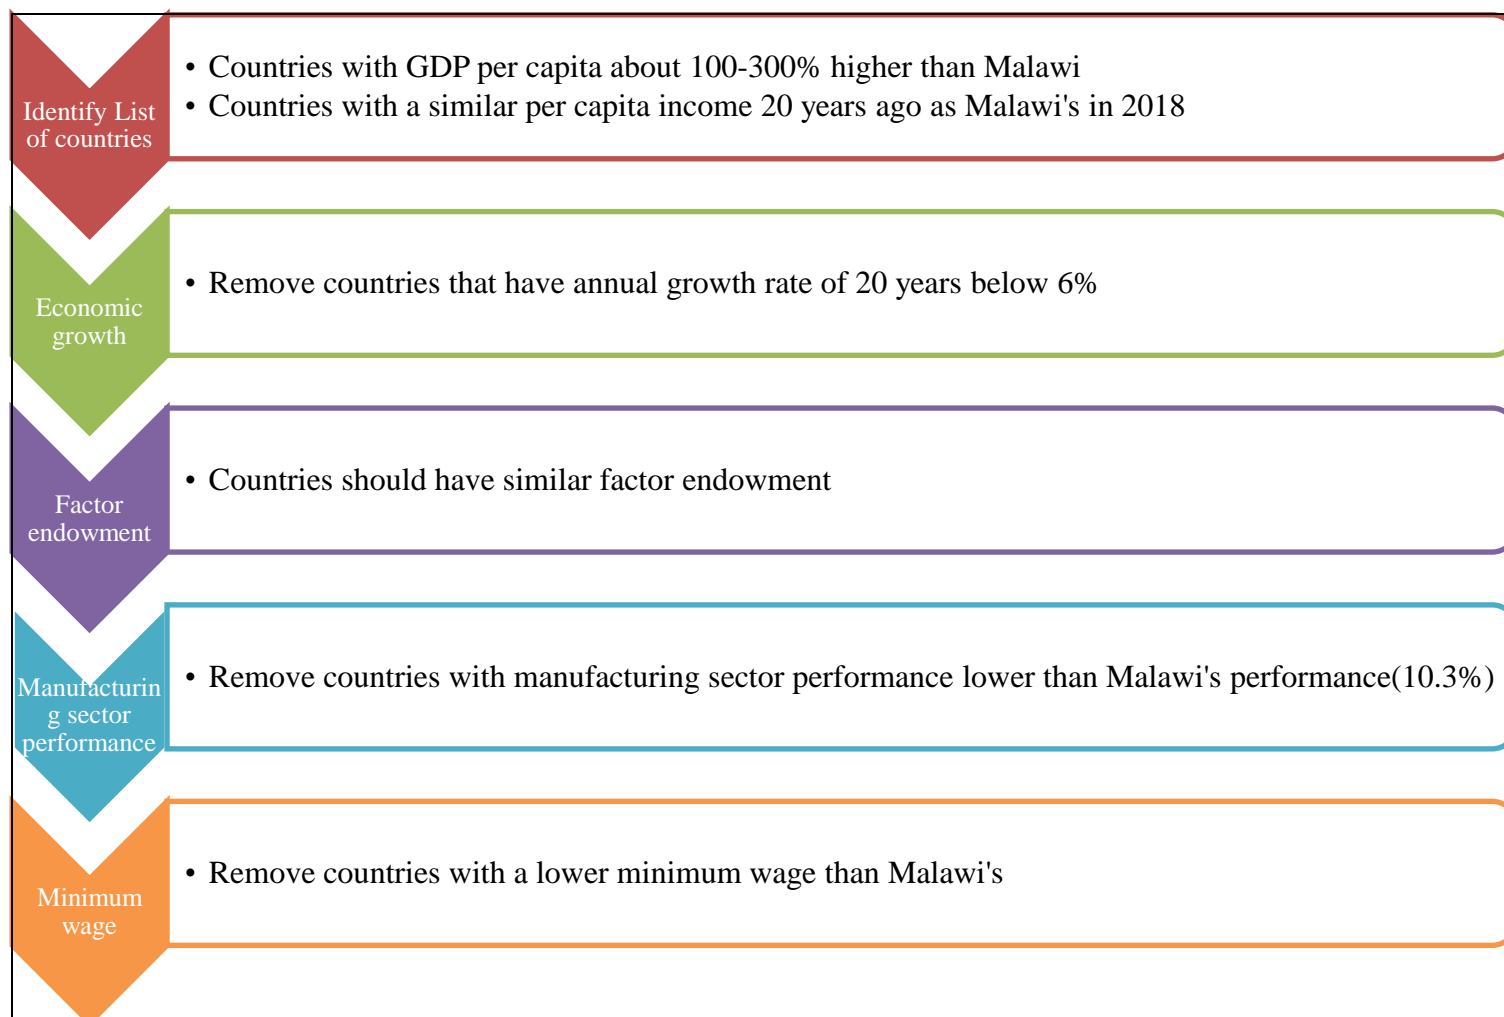 Identify List
of countries
• Countries with GDP per capita about 100-300% higher than Malawi
• Countries with a similar per capita income 20 years ago as Malawi's in 2018
Economic
growth
• Remove countries that have annual growth rate of 20 years below 6%
Factor
endowment
• Countries should have similar factor endowment
Manufacturin
g sector
performance
• Remove countries with manufacturing sector performance lower than Malawi's performance(10.3%)
Minimum
wage
• Remove countries with a lower minimum wage than Malawi's